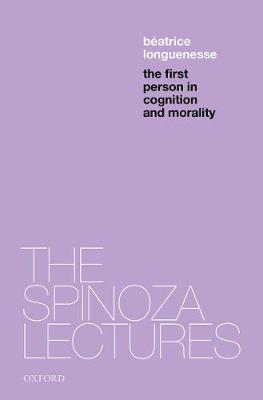 béatrice
longuenesse
the first
person in
cognition
and morality
THE
SPINOZA
LECTURES
OXFORD